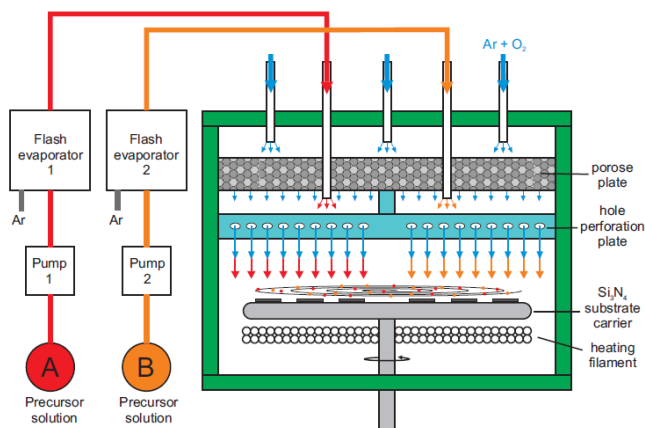 Ar + O2
Flash
evaporator
1
Flash
evaporator
2
Ar
Ar
Pump
1
Pump
2
A
B
Precursor
solution
Precursor
solution
porose
plate
hole
perforation
plate
Si3N4
substrate
carrier
heating
filament